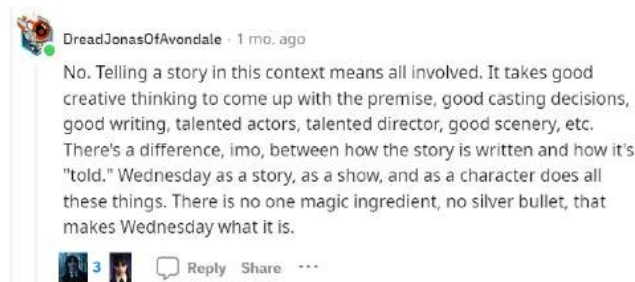 DreadJonasOfAvondale · 1 mo. ago
No. Telling a story in this context means all involved. It takes good
creative thinking to come up with the premise, good casting decisions,
good writing, talented actors, talented director, good scenery, etc.
There's a difference, imo, between how the story is written and how it's
"told." Wednesday as a story, as a show, and as a character does all
these things. There is no one magic ingredient, no silver bullet, that
makes Wednesday what it is.
3 Reply Share ...